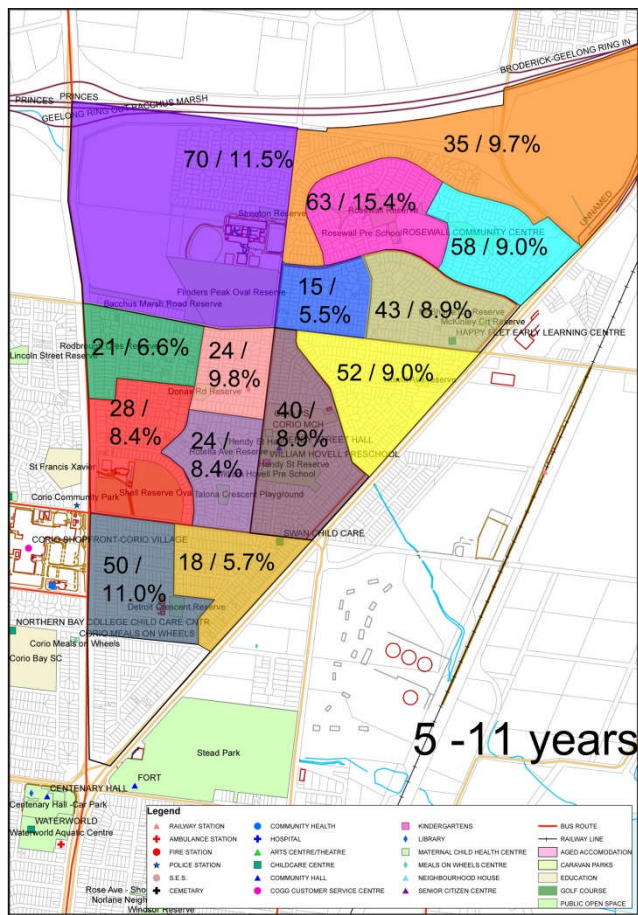 BRODERICK-GEELONG RING IN
PRINCES PRINCES
GEELONG RING OUT BACCHUS MARSH
35 / 9.7%
70 / 11.5%
63 / 15.4%
Rosewall Reserve
UNNAMED
Stoneton Reserve
Rosewall Pre School
ROSEWALL COMMUNITY CENTRE
58 / 9.0%
15 /
5.5%
Flinders Peak Oval Reserve
Bacchus Marsh Road Reserve
43 / 8.9%
McKinley Crt Reserve
HAPPY FEET EARLY LEARNING CENTRE
21 / 6.6%
Lincoln Street Reserve
24 /
9.8%
52 / 9.0%
Donax Rd Reserve
28 /
8.4%
40 /
8.9%
CORIO MCH
24 /
8.4%
Rotella Ave Reserve
WILLIAM HOVELL PRESCHOOL
Hendy St Reserve
Hovell Pre School
St Francis Xavier
Corio Community Park
Shell Reserve Oval
Talona Crescent Playground
CORIO SHOPFRONT-CORIO VILLAGE
SWAN CHILD CARE
50 /
11.0%
18 / 5.7%
Detroit Crescent Reserve
NORTHERN BAY COLLEGE CHILD CARE CNTR
CORIO MEALS ON WHEELS
Corio Meals on Wheels
Corio Bay SC
5 -11 years
Stead Park
FORT
CENTENARY HALL
Centenary Hall -Car Park
WATERWORLD
Waterworld Aquatic Centre
Rose Ave - Sho
Norlane Neigh
Windsor Reserve
Legend
RAILWAY STATION
AMBULANCE STATION
FIRE STATION
POLICE STATION
S.E.S.
CEMETARY
COMMUNITY HEALTH
HOSPITAL
ARTS CENTRE/THEATRE
CHILDCARE CENTRE
COMMUNITY HALL
COGG CUSTOMER SERVICE CENTRE
KINDERGARTENS
LIBRARY
MATERNAL CHILD HEALTH CENTRE
MEALS ON WHEELS CENTRE
NEIGHBOURHOOD HOUSE
SENIOR CITIZEN CENTRE
BUS ROUTE
RAILWAY LINE
AGED ACCOMODATION
CARAVAN PARKS
EDUCATION
GOLF COURSE
PUBLIC OPEN SPACE